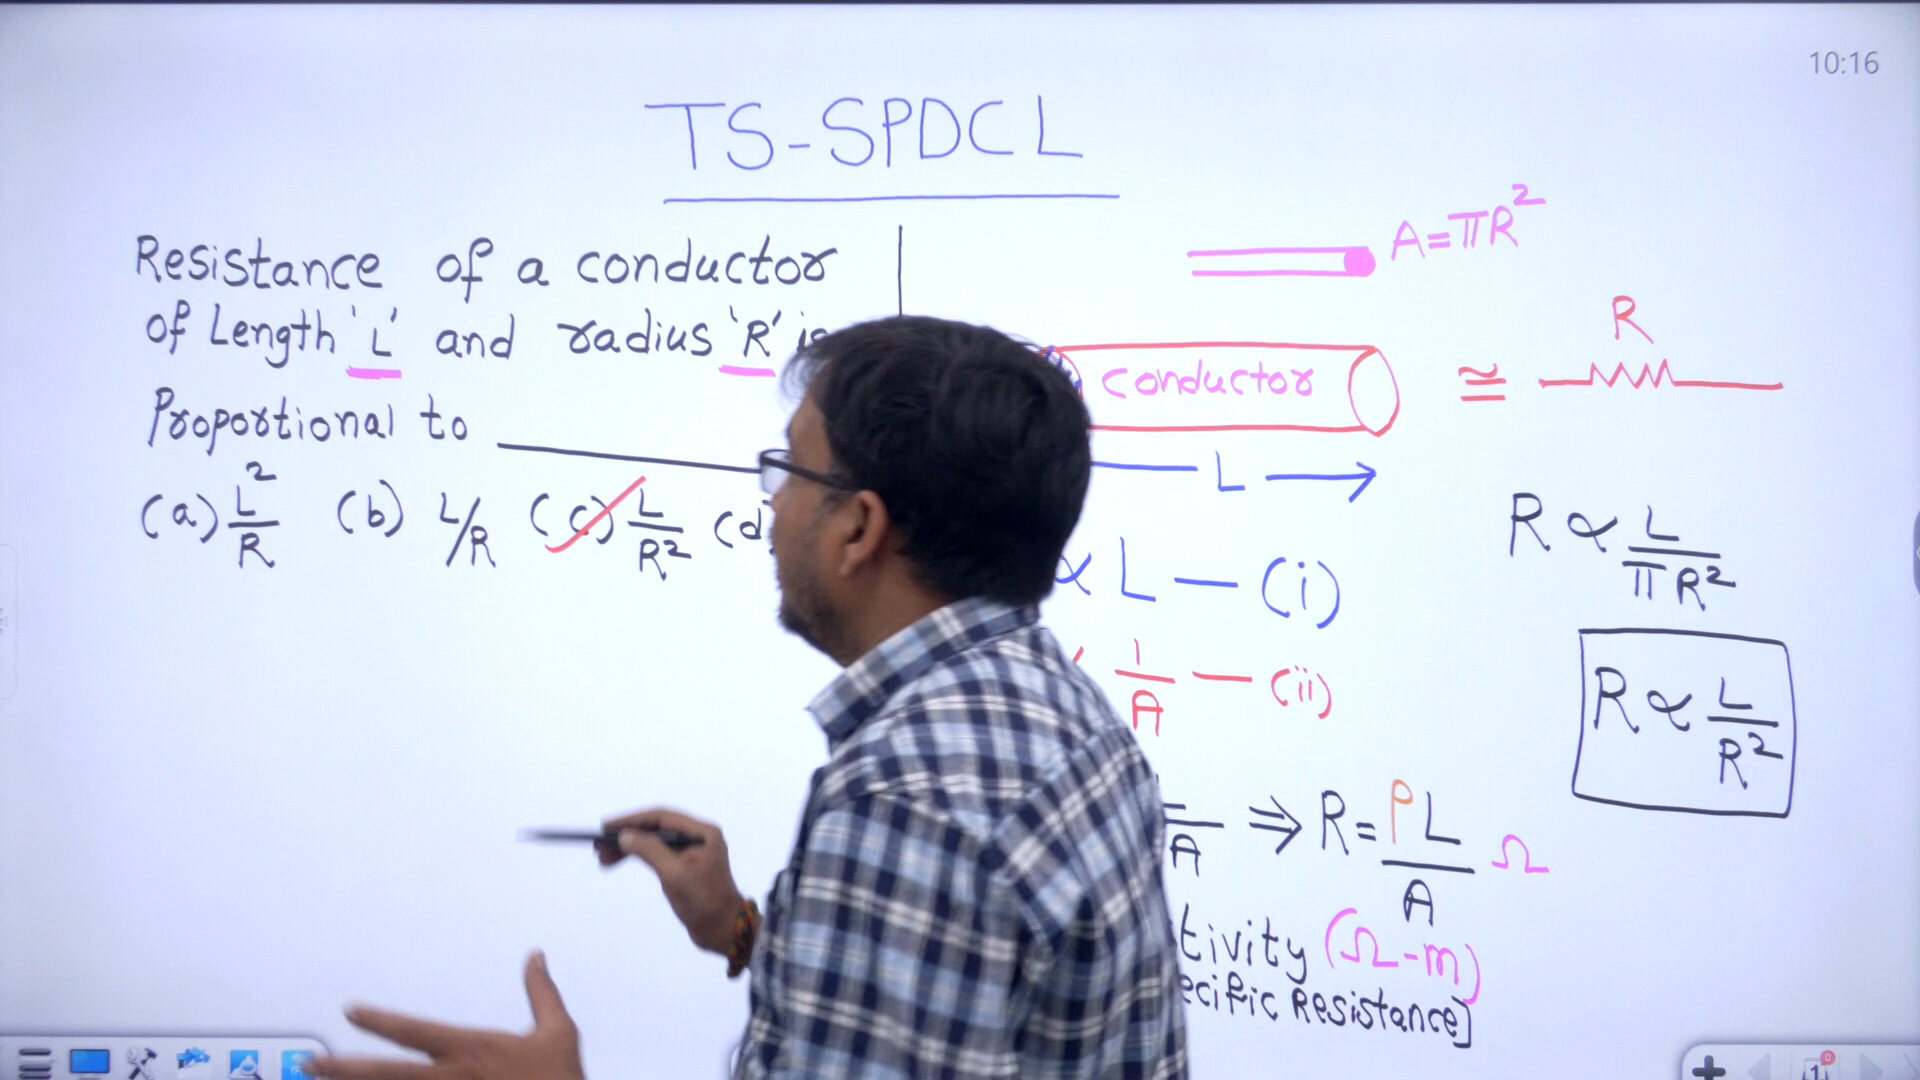 10:16
TS-SPDCL
Resistance of a conductor
of Length 'L' and radius 'R' is
Proportional to
(a) L²/R (b) L/R (c) L/R² (d)
A=πR²
R
conductor ≅
L
R ∝ L/πR²
∝ L — (i)
1/A — (ii)
R ∝ L/R²
A ⇒ R= ρL/A Ω
(Ω-m)
Resistance]